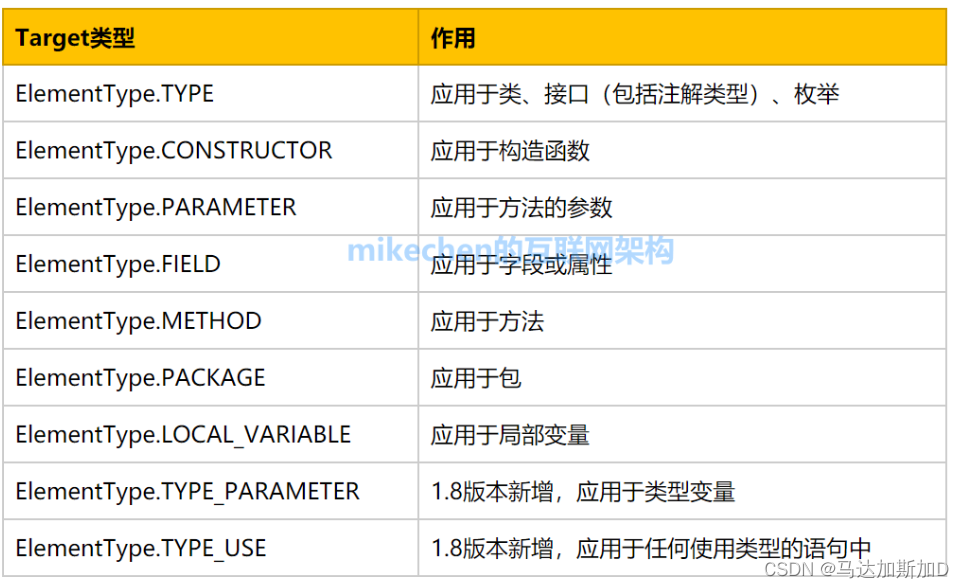 Target类型 作用
ElementType.TYPE 应用于类、接口（包括注解类型）、枚举
ElementType.CONSTRUCTOR 应用于构造函数
ElementType.PARAMETER 应用于方法的参数
mikechen的互联网架构
ElementType.FIELD 应用于字段或属性
ElementType.METHOD 应用于方法
ElementType.PACKAGE 应用于包
ElementType.LOCAL_VARIABLE 应用于局部变量
ElementType.TYPE_PARAMETER 1.8版本新增，应用于类型变量
ElementType.TYPE_USE 1.8版本新增，应用于任何使用类型的语句中
CSDN @马达加斯加D